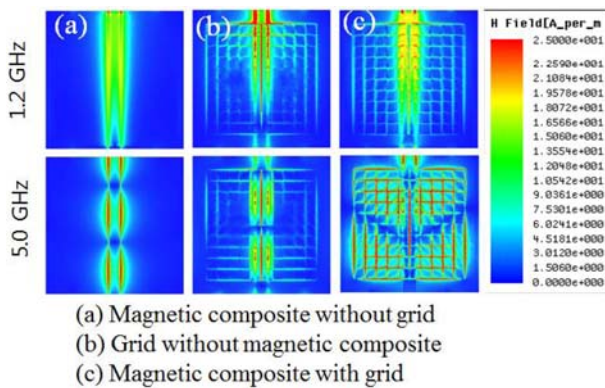 (a)
(b)
(c)
1.2 GHz
5.0 GHz
H Field[A_per_m
2.5000e+001
2.2590e+001
2.1084e+001
1.9578e+001
1.8072e+001
1.6566e+001
1.5060e+001
1.3554e+001
1.2048e+001
1.0542e+001
9.0361e+000
7.5301e+000
6.0241e+000
4.5181e+000
3.0120e+000
1.5060e+000
0.0000e+000
(a) Magnetic composite without grid
(b) Grid without magnetic composite
(c) Magnetic composite with grid